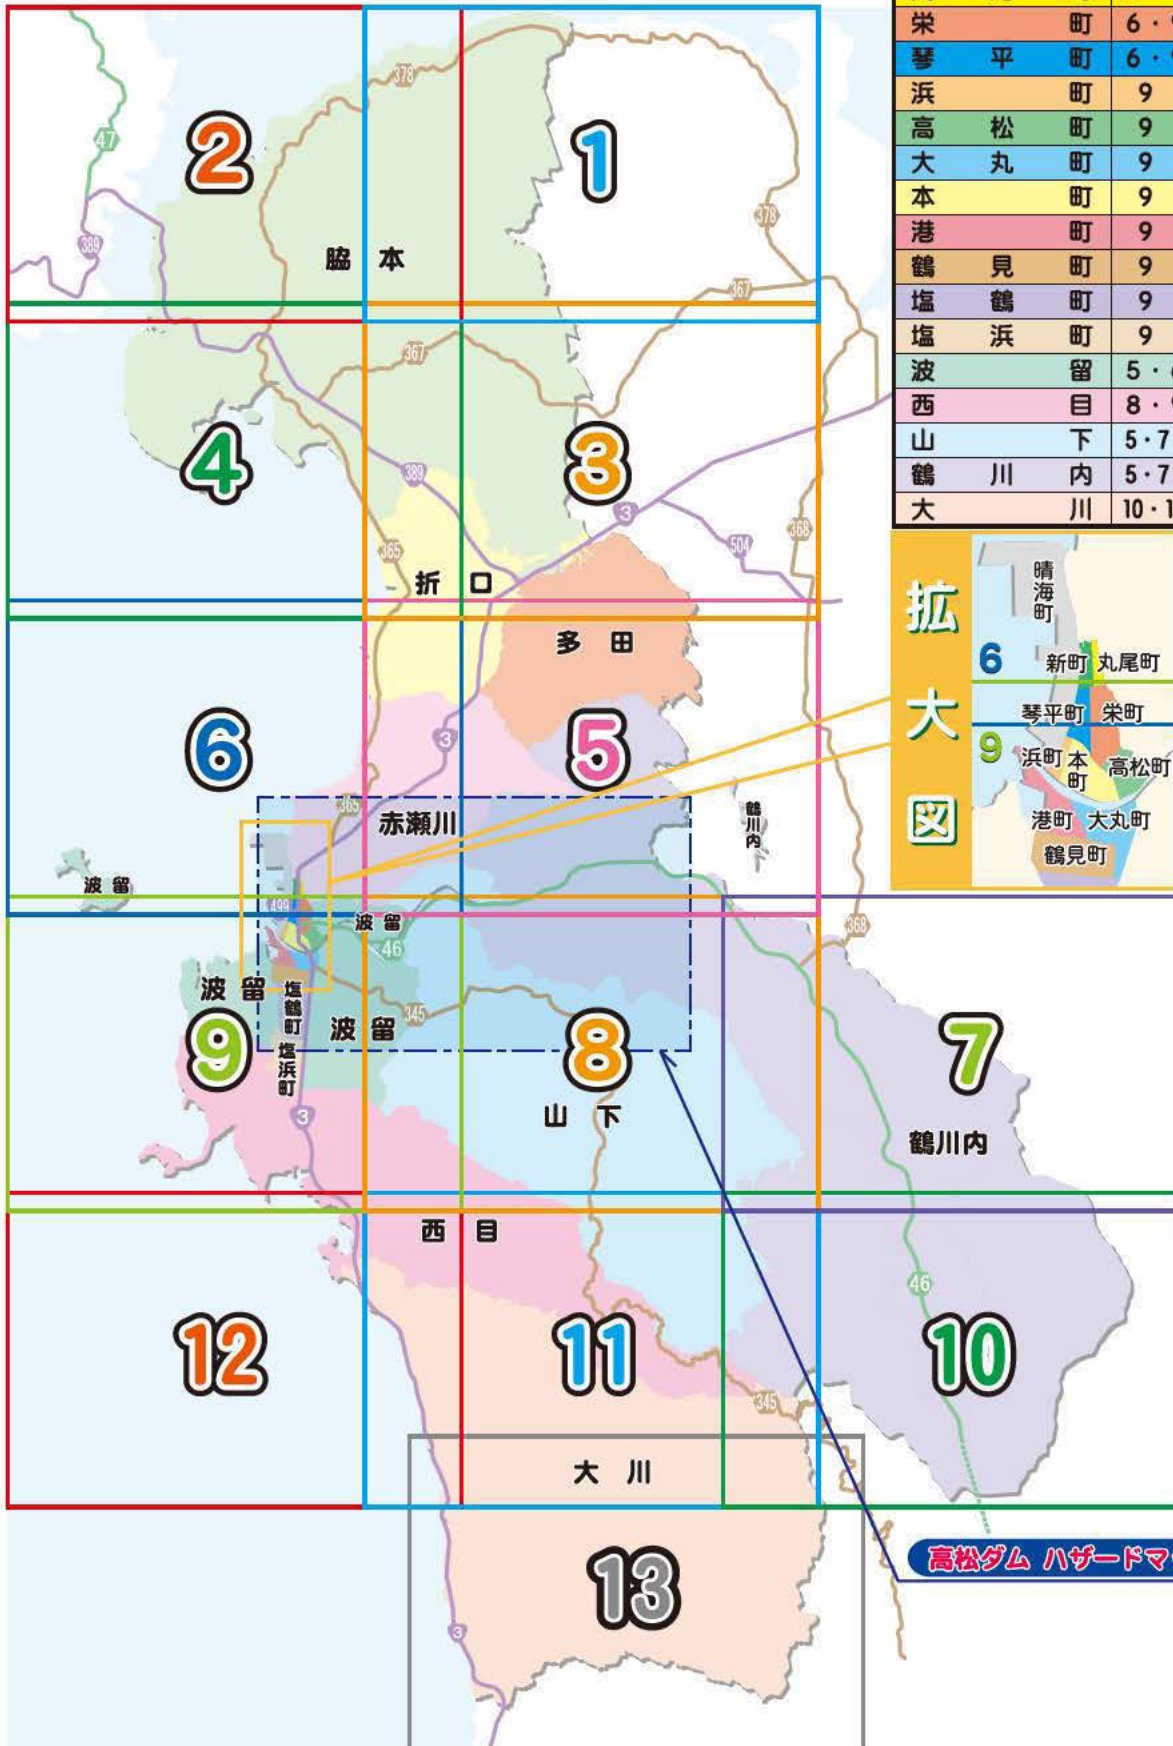 栄町 6・
琴平町 6・
浜町 9
高松町 9
大丸町 9
本町 9
港町 9
鶴見町 9
塩鶴町 9
塩浜町 9
波留 5・
西目 8・
山下 5・7
鶴川内 5・7
大川 10・1
拡大図
晴海町
6
新町 丸尾町
琴平町 栄町
9
浜町 本町 高松町
港町 大丸町
鶴見町
378
47
2
1
378
389
脇本
367
367
4
3
389
3
504
368
365
折口
多田
6
5
3
365
赤瀬川
鶴川内
波留
499
波留
46
368
波留
塩鶴町
345
波留
9
8
7
塩浜町
3
山下
鶴川内
西目
46
12
11
10
345
大川
高松ダム ハザードマ
13
3